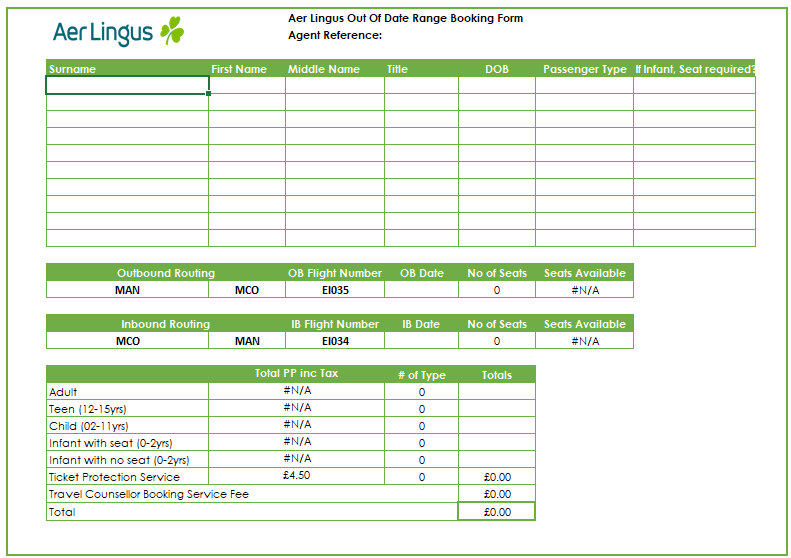 Aer Lingus
Aer Lingus Out Of Date Range Booking Form
Agent Reference:
Surname First Name Middle Name Title DOB Passenger Type If Infant, Seat required?
Outbound Routing OB Flight Number OB Date No of Seats Seats Available
MAN MCO EI035 0 #N/A
Inbound Routing IB Flight Number IB Date No of Seats Seats Available
MCO MAN EI034 0 #N/A
Total PP inc Tax # of Type Totals
Adult #N/A 0
Teen (12-15yrs) #N/A 0
Child (02-11yrs) #N/A 0
Infant with seat (0-2yrs) #N/A 0
Infant with no seat (0-2yrs) #N/A 0
Ticket Protection Service £4.50 0 £0.00
Travel Counsellor Booking Service Fee £0.00
Total £0.00